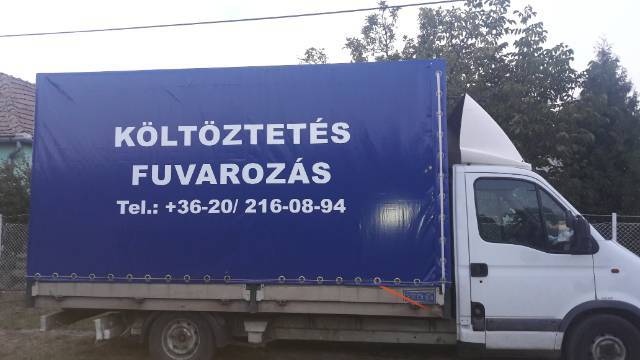 KÖLTÖZTETÉS
FUVAROZÁS
Tel.: +36-20/ 216-08-94